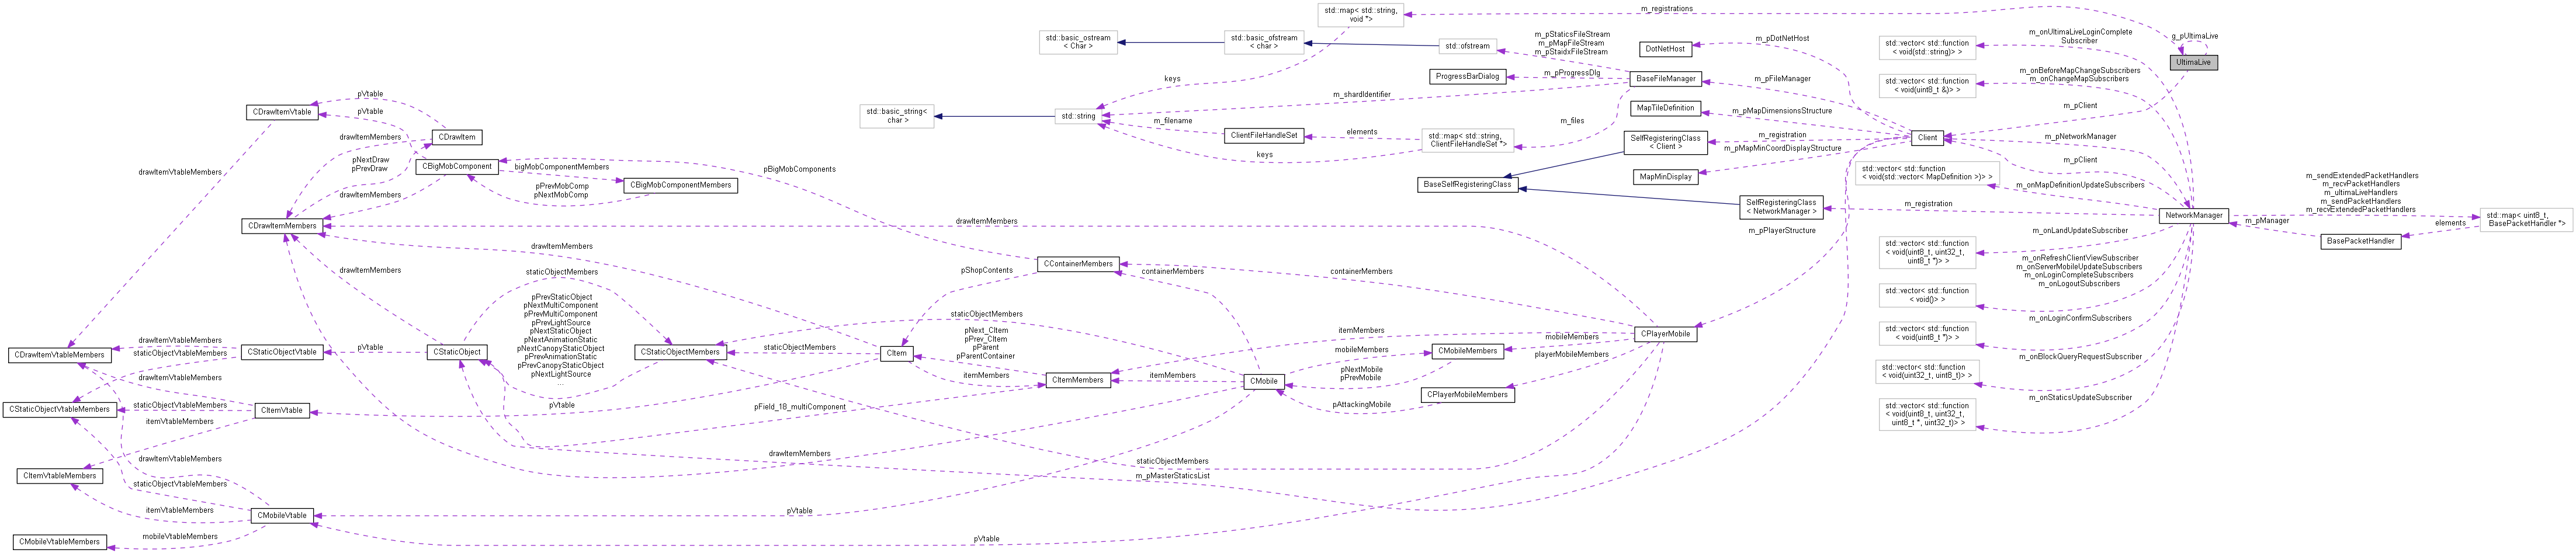 std::map< std::string,
void *>
m_registrations
std::basic_ostream
< Char >
std::basic_ofstream
< char >
std::ofstream
m_pStaticsFileStream
m_pMapFileStream
m_pStaidxFileStream
m_pDotNetHost
DotNetHost
std::vector< std::function
< void(std::string)> >
m_onUltimaLiveLoginComplete
Subscriber
g_pUltimaLive
UltimaLive
keys
ProgressBarDialog
m_pProgressDlg
BaseFileManager
m_pFileManager
std::vector< std::function
< void(uint8_t &)> >
m_onBeforeMapChangeSubscribers
m_onChangeMapSubscribers
m_shardIdentifier
MapTileDefinition
m_pMapDimensionsStructure
m_pClient
pVtable
CDrawItemVtable
pVtable
std::basic_string<
char >
std::string
m_filename
ClientFileHandleSet
elements
std::map< std::string,
ClientFileHandleSet *>
m_files
keys
SelfRegisteringClass
< Client >
m_registration
Client
m_pNetworkManager
CDrawItem
drawItemMembers
pNextDraw
pPrevDraw
CBigMobComponent
bigMobComponentMembers
pBigMobComponents
m_pMapMinCoordDisplayStructure
MapMinDisplay
m_pClient
std::vector< std::function
< void(std::vector< MapDefinition >)> >
m_onMapDefinitionUpdateSubscribers
drawItemVtableMembers
CBigMobComponentMembers
pPrevMobComp
pNextMobComp
drawItemMembers
BaseSelfRegisteringClass
SelfRegisteringClass
< NetworkManager >
m_registration
NetworkManager
m_sendExtendedPacketHandlers
m_recvPacketHandlers
m_ultimaLiveHandlers
m_sendPacketHandlers
m_recvExtendedPacketHandlers
m_pManager
BasePacketHandler
elements
std::map< uint8_t,
BasePacketHandler *>
CDrawItemMembers
drawItemMembers
drawItemMembers
m_pPlayerStructure
std::vector< std::function
< void(uint8_t, uint32_t,
uint8_t *)> >
m_onLandUpdateSubscriber
drawItemMembers
staticObjectMembers
CContainerMembers
pShopContents
containerMembers
containerMembers
m_onRefreshClientViewSubscriber
m_onServerMobileUpdateSubscribers
m_onLoginCompleteSubscribers
m_onLogoutSubscribers
std::vector< std::function
< void()> >
pPrevStaticObject
pNextMultiComponent
pPrevMultiComponent
pPrevLightSource
pNextStaticObject
pNextAnimationStatic
pNextCanopyStaticObject
pPrevAnimationStatic
pPrevCanopyStaticObject
pNextLightSource
...
staticObjectMembers
m_onLoginConfirmSubscribers
std::vector< std::function
< void(uint8_t *)> >
CDrawItemVtableMembers
drawItemVtableMembers
staticObjectVtableMembers
CStaticObjectVtable
pVtable
CStaticObject
CStaticObjectMembers
staticObjectMembers
CItem
pNext_CItem
pPrev_CItem
pParent
pParentContainer
itemMembers
CItemMembers
itemMembers
itemMembers
CMobile
mobileMembers
CMobileMembers
mobileMembers
pNextMobile
pPrevMobile
playerMobileMembers
CPlayerMobile
CPlayerMobileMembers
pAttackingMobile
m_onBlockQueryRequestSubscriber
std::vector< std::function
< void(uint32_t, uint8_t)> >
m_onStaticsUpdateSubscriber
std::vector< std::function
< void(uint8_t, uint32_t,
uint8_t *, uint32_t)> >
drawItemVtableMembers
CStaticObjectVtableMembers
staticObjectVtableMembers
CItemVtable
pVtable
pField_18_multiComponent
itemVtableMembers
drawItemVtableMembers
CItemVtableMembers
staticObjectVtableMembers
drawItemMembers
staticObjectMembers
m_pMasterStaticsList
itemVtableMembers
CMobileVtable
pVtable
mobileVtableMembers
CMobileVtableMembers
pVtable